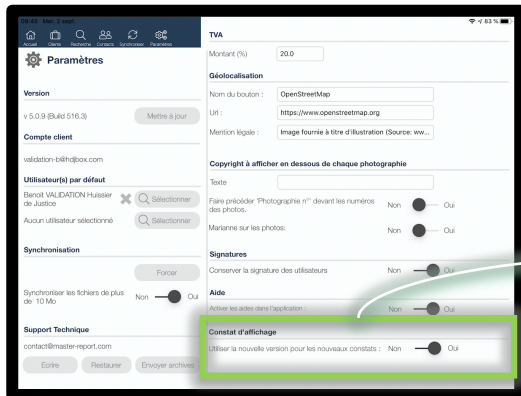 09:45 Mer. 2 sept.
83 %
Accueil Clients Recherche Contacts Synchroniser Paramètres
Paramètres
Version
v 5.0.9 (Build 516.3) Mettre à jour
Compte client
validation-b@hdjbox.com
Utilisateur(s) par défaut
Benoit VALIDATION Huissier
de Justice
Sélectionner
Aucun utilisateur sélectionné Sélectionner
Synchronisation
Forcer
Synchroniser les fichiers de plus
de 10 Mo
Non Oui
Support Technique
contact@master-report.com
Ecrire Restaurer Envoyer archives
TVA
Montant (%) 20.0
Géolocalisation
Nom du bouton : OpenStreetMap
Url : https://www.openstreetmap.org
Mention légale : Image fournie à titre d'illustration (Source: ww...
Copyright à afficher en dessous de chaque photographie
Texte
Faire précéder 'Photographie n°' devant les numéros
des photos.
Non Oui
Marianne sur les photos: Non Oui
Signatures
Conserver la signature des utilisateurs Non Oui
Aide
Activer les aides dans l'application : Non Oui
Constat d'affichage
Utiliser la nouvelle version pour les nouveaux constats : Non Oui